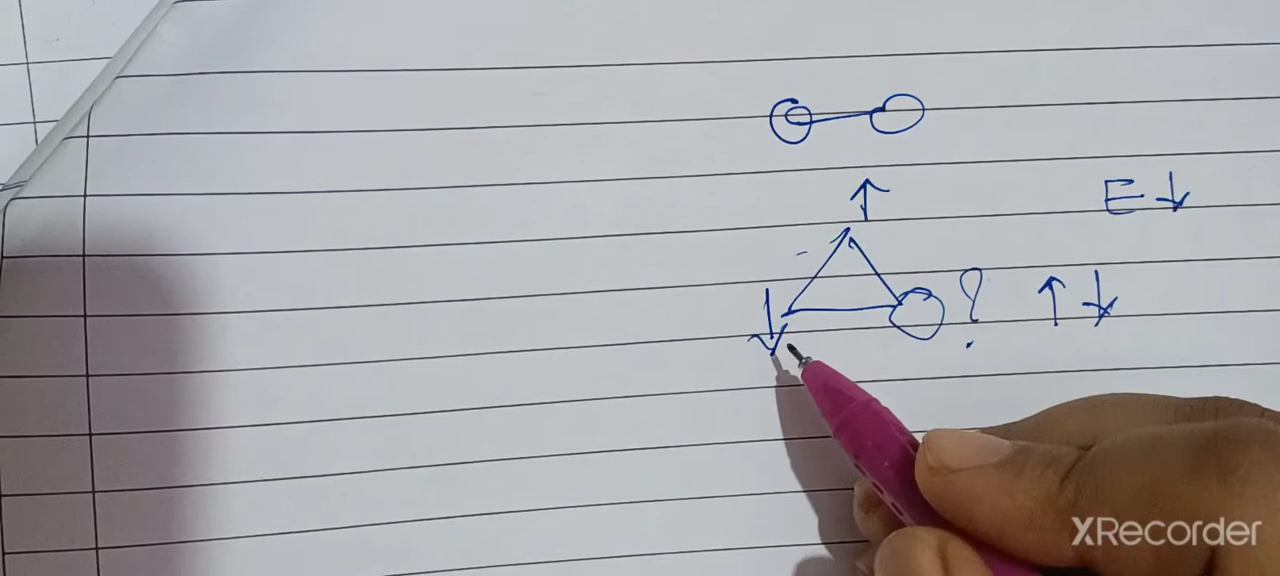 ↑
E↓
? ↑↓
↓
XRecorder